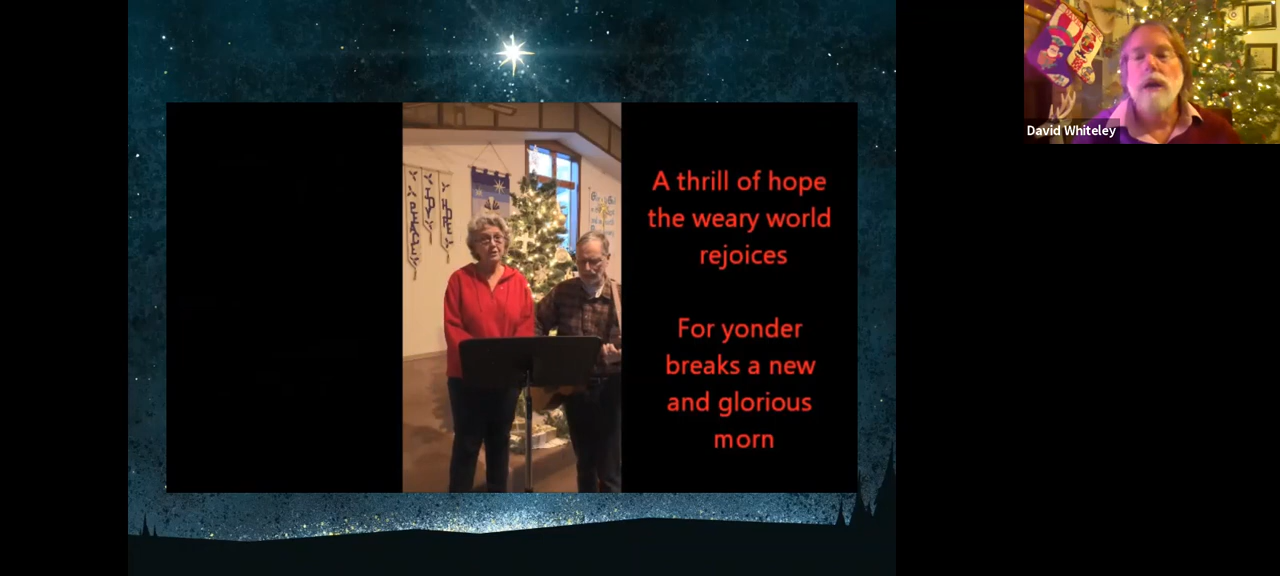 A thrill of hope
the weary world
rejoices
For yonder
breaks a new
and glorious
morn
David Whiteley